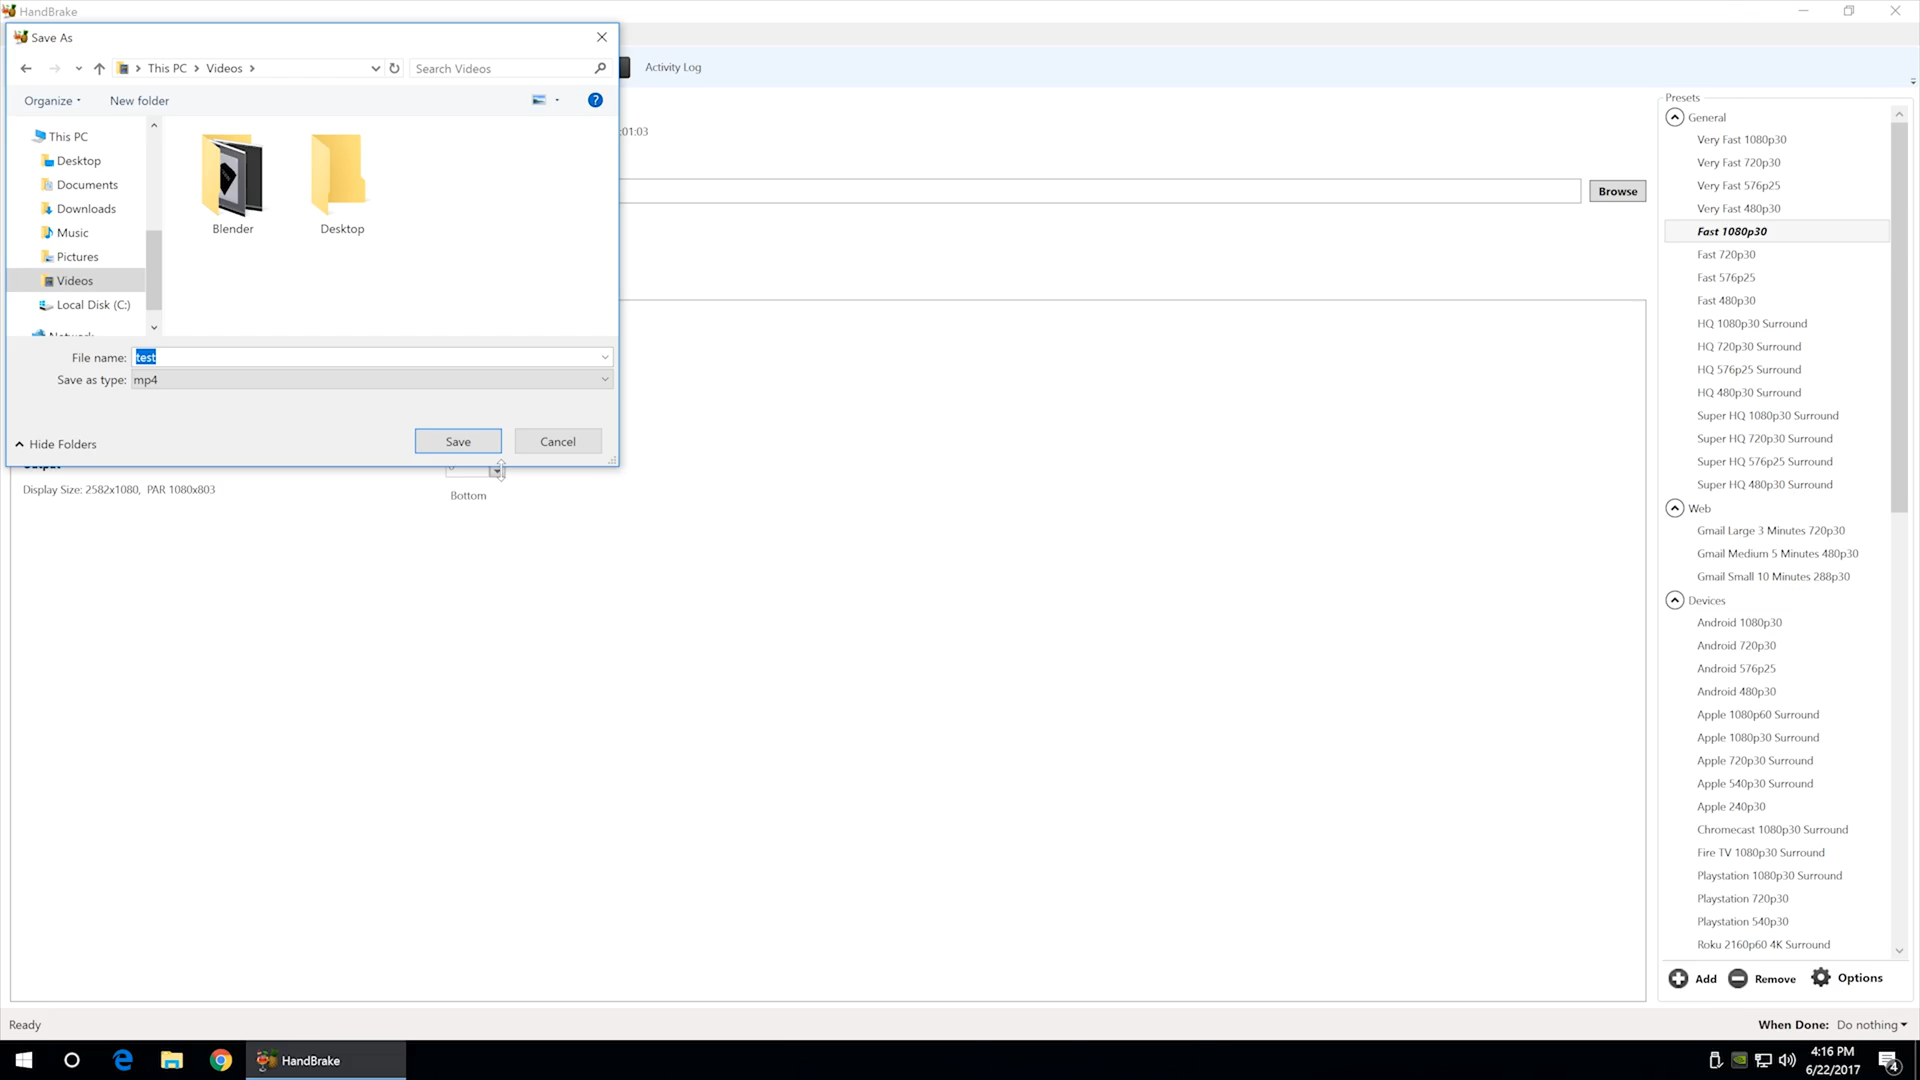 HandBrake
Save As
This PC
Videos
Search Videos
Activity Log
Organize
New folder
?
This PC
Desktop
Documents
Downloads
Music
Pictures
Videos
Local Disk (C:)
Network
Blender
Desktop
:01:03
Browse
File name:
test
Save as type:
mp4
Hide Folders
Save
Cancel
Output
Display Size: 2582x1080, PAR 1080x803
Bottom
Presets
General
Very Fast 1080p30
Very Fast 720p30
Very Fast 576p25
Very Fast 480p30
Fast 1080p30
Fast 720p30
Fast 576p25
Fast 480p30
HQ 1080p30 Surround
HQ 720p30 Surround
HQ 576p25 Surround
HQ 480p30 Surround
Super HQ 1080p30 Surround
Super HQ 720p30 Surround
Super HQ 576p25 Surround
Super HQ 480p30 Surround
Web
Gmail Large 3 Minutes 720p30
Gmail Medium 5 Minutes 480p30
Gmail Small 10 Minutes 288p30
Devices
Android 1080p30
Android 720p30
Android 576p25
Android 480p30
Apple 1080p60 Surround
Apple 1080p30 Surround
Apple 720p30 Surround
Apple 540p30 Surround
Apple 240p30
Chromecast 1080p30 Surround
Fire TV 1080p30 Surround
Playstation 1080p30 Surround
Playstation 720p30
Playstation 540p30
Roku 2160p60 4K Surround
Add
Remove
Options
Ready
When Done: Do nothing
HandBrake
4:16 PM
6/22/2017
4